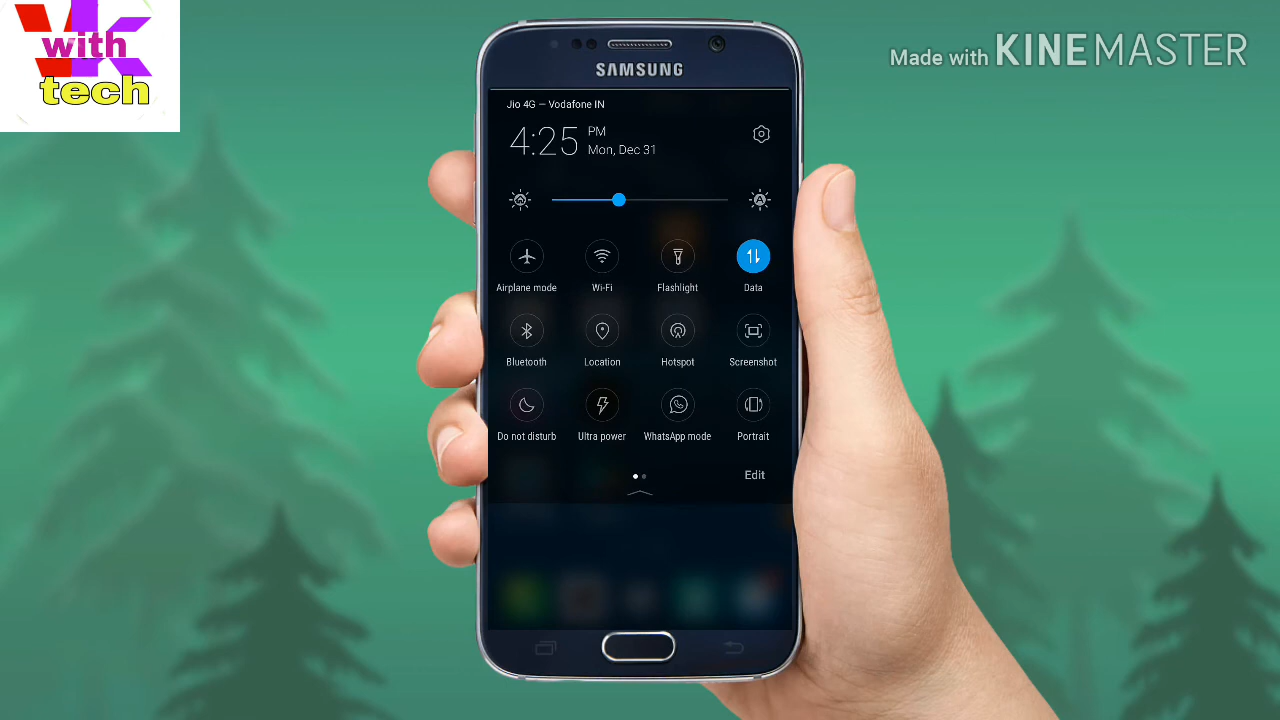 VK
with
tech
Made with KINEMASTER
SAMSUNG
Jio 4G — Vodafone IN
4:25 PM
Mon, Dec 31
Airplane mode
Wi-Fi
Flashlight
Data
Bluetooth
Location
Hotspot
Screenshot
Do not disturb
Ultra power
WhatsApp mode
Portrait
Edit